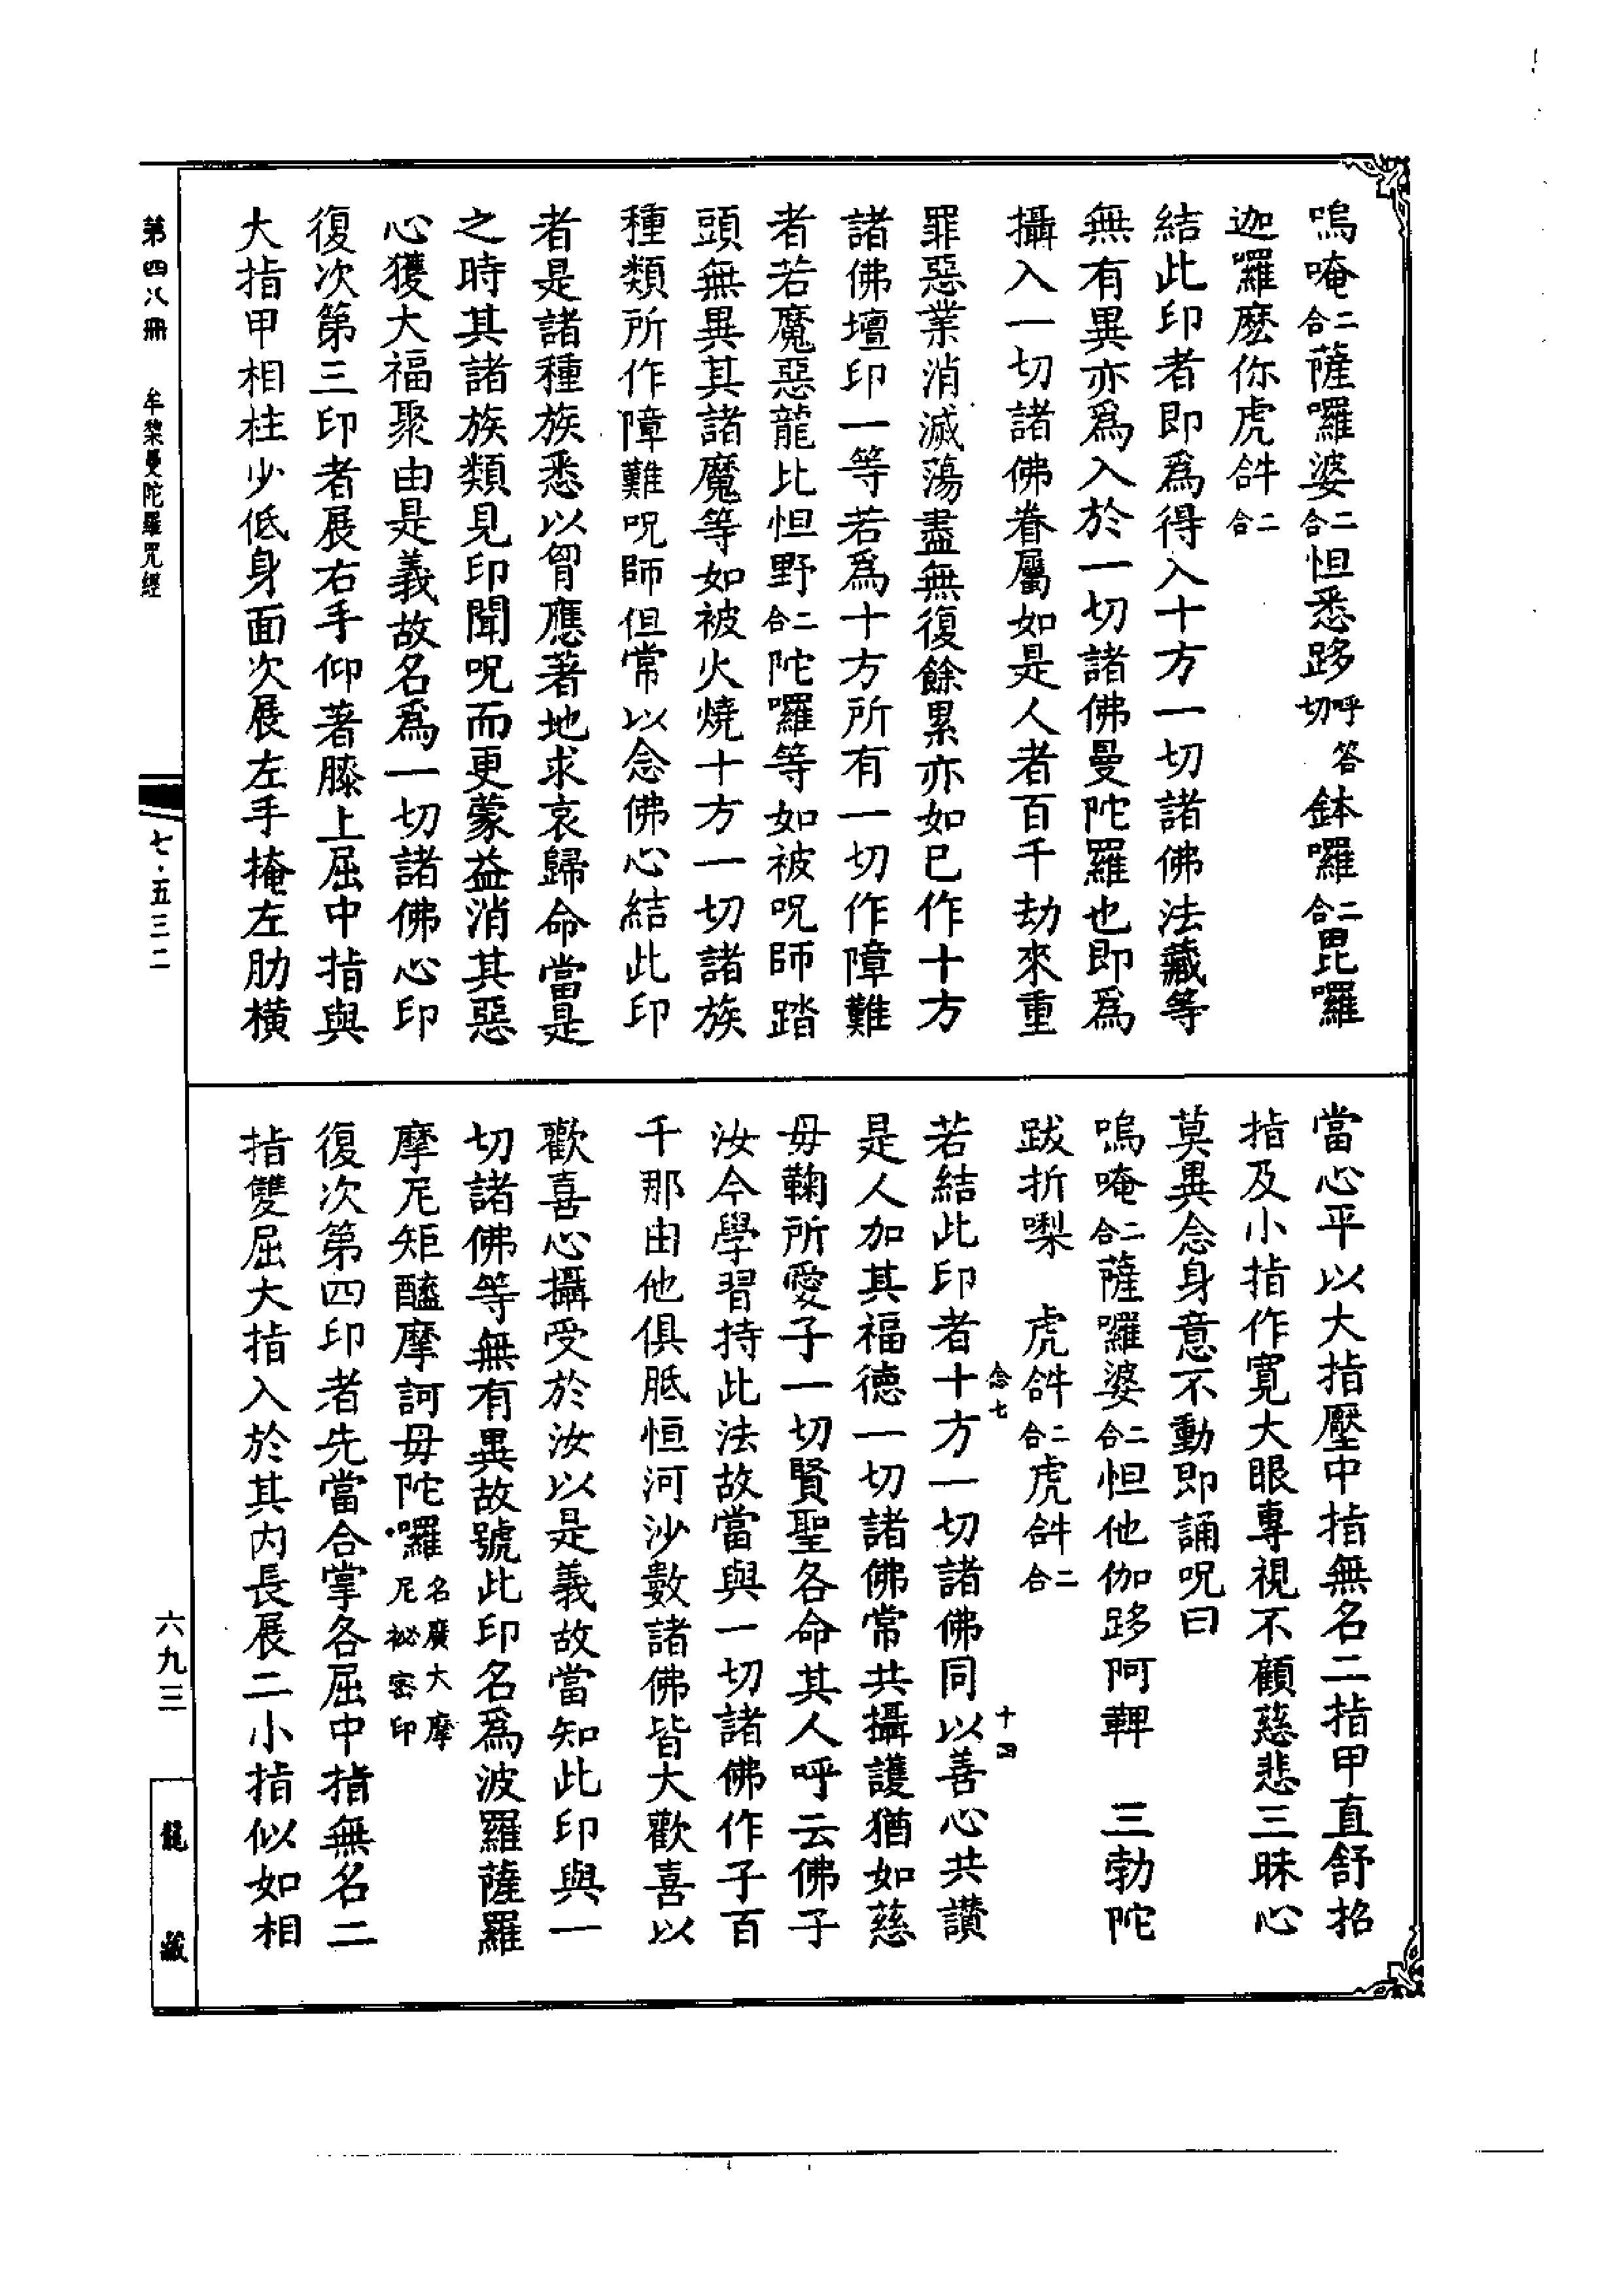 嗚唵二合薩囉婆二合怛悉跢呼答切鉢囉二合毘囉
迦囉麼你虎𤙖二合
結此印者即爲得入十方一切諸佛法藏等
無有異亦爲入於一切諸佛曼陀羅也即爲
攝入一切諸佛眷屬如是人者百千劫來重
罪惡業消滅蕩盡無復餘累亦如已作十方
諸佛壇印一等若爲十方所有一切作障難
者若魔惡龍比怛野二合陀囉等如被呪師踏
頭無異其諸魔等如被火燒十方一切諸族
種類所作障難呪師但常以念佛心結此印
者是諸種族悉以胷應著地求哀歸命當是
之時其諸族類見印聞呪而更蒙益消其惡
心獲大福聚由是義故名爲一切諸佛心印
復次第三印者展右手仰著膝上屈中指與
大指甲相柱少低身面次展左手掩左肋橫
當心平以大指壓中指無名二指甲直舒招
指及小指作寬大眼專視不顧慈悲三昧心
莫異念身意不動即誦呪曰
嗚唵二合薩囉婆二合怛他伽跢阿鞞 三勃陀
跋折㘑 虎𤙖二合虎𤙖二合
若結此印者十方一切諸佛同以善心共讚
是人加其福德一切諸佛常共攝護猶如慈
母鞠所愛子一切賢聖各命其人呼云佛子
汝今學習持此法故當與一切諸佛作子百
千那由他俱胝恒河沙數諸佛皆大歡喜以
歡喜心攝受於汝以是義故當知此印與一
切諸佛等無有異故號此印名爲波羅薩羅
摩尼矩醯摩訶母陀囉名廣大摩尼祕密印
復次第四印者先當合掌各屈中指無名二
指雙屈大指入於其內長展二小指似如相
念七
十四
第四八冊 牟棃曼陀羅咒經
七·五三二
六九三
龍藏